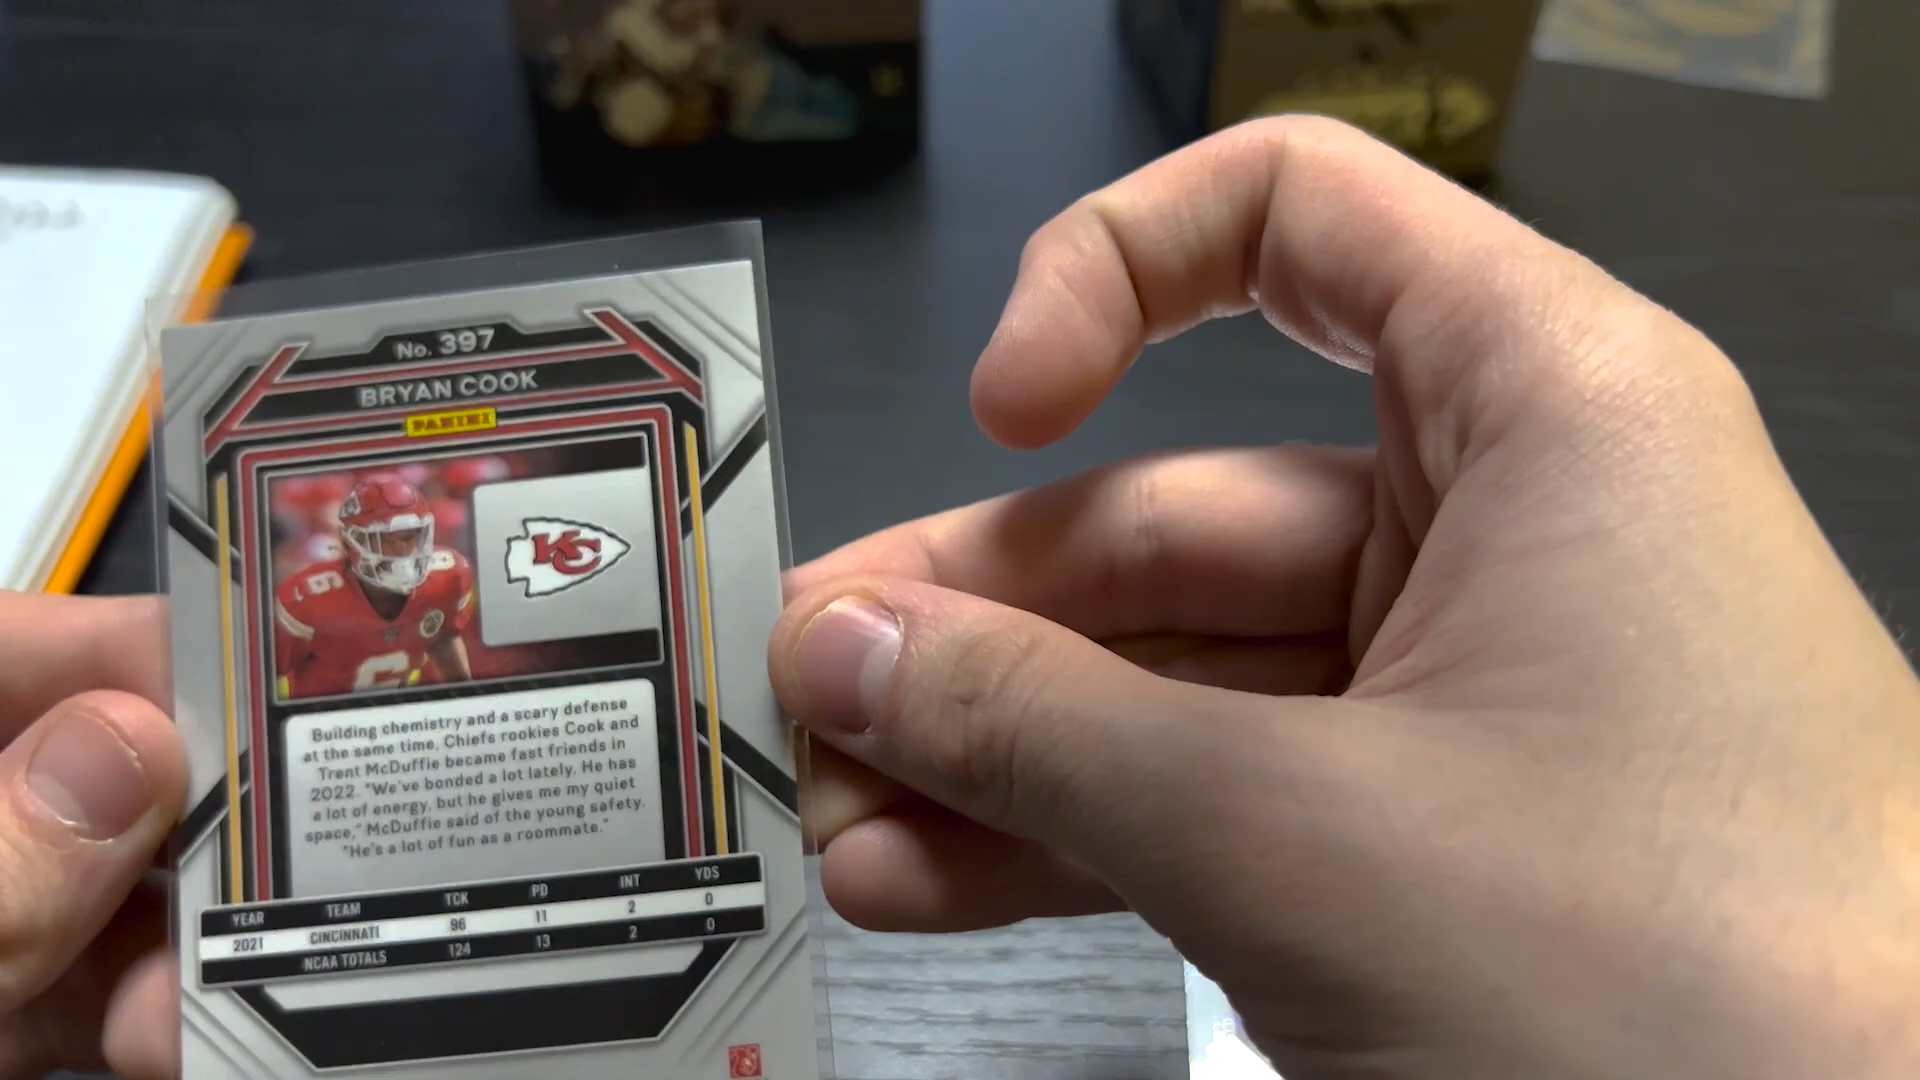 No. 397
BRYAN COOK
PANINI
KC
6
6
Building chemistry and a scary defense
at the same time, Chiefs rookies Cook and
Trent McDuffie became fast friends in
2022. "We've bonded a lot lately. He has
a lot of energy, but he gives me my quiet
space," McDuffie said of the young safety.
"He's a lot of fun as a roommate."
YEAR TEAM TCK PD INT YDS
2021 CINCINNATI 96 11 2 0
NCAA TOTALS 124 13 2 0